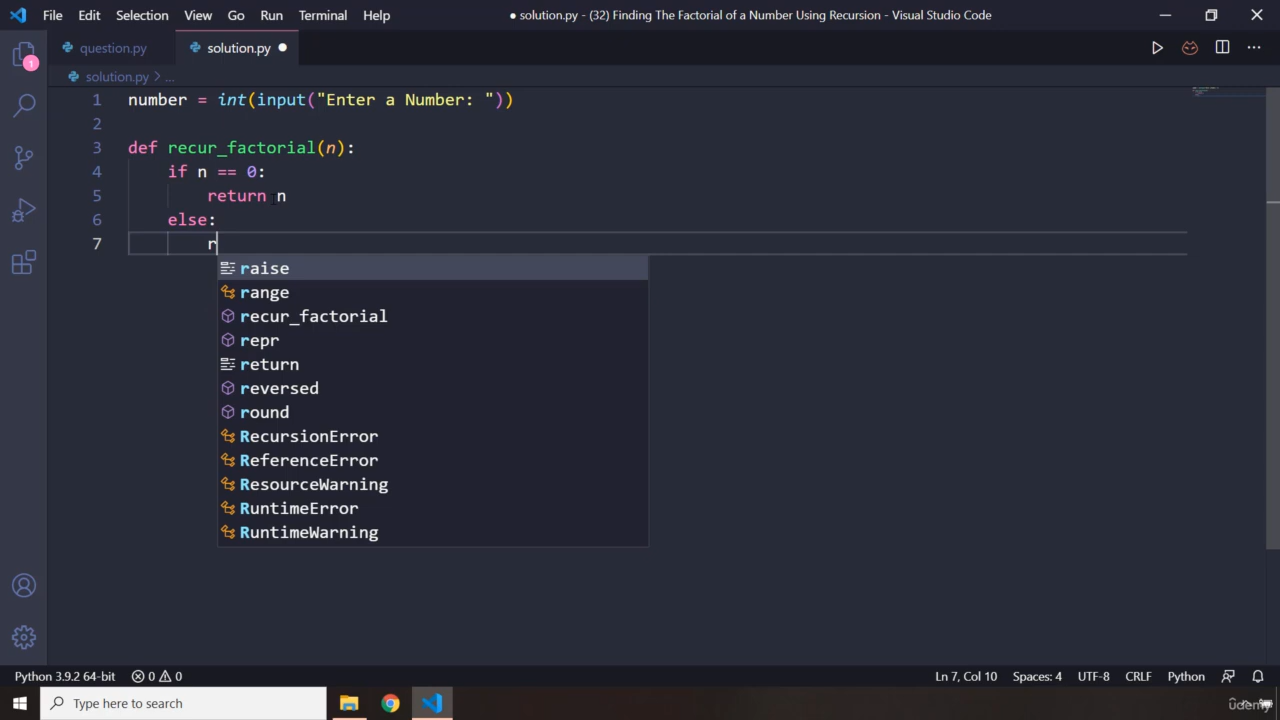 File Edit Selection View Go Run Terminal Help ● solution.py - (32) Finding The Factorial of a Number Using Recursion - Visual Studio Code
question.py solution.py ●
solution.py > ...
1 number = int(input("Enter a Number: "))
2
3 def recur_factorial(n):
4 if n == 0:
5 return n
6 else:
7 r
raise
range
recur_factorial
repr
return
reversed
round
RecursionError
ReferenceError
ResourceWarning
RuntimeError
RuntimeWarning
1
Python 3.9.2 64-bit 0 0 Ln 7, Col 10 Spaces: 4 UTF-8 CRLF Python
Type here to search